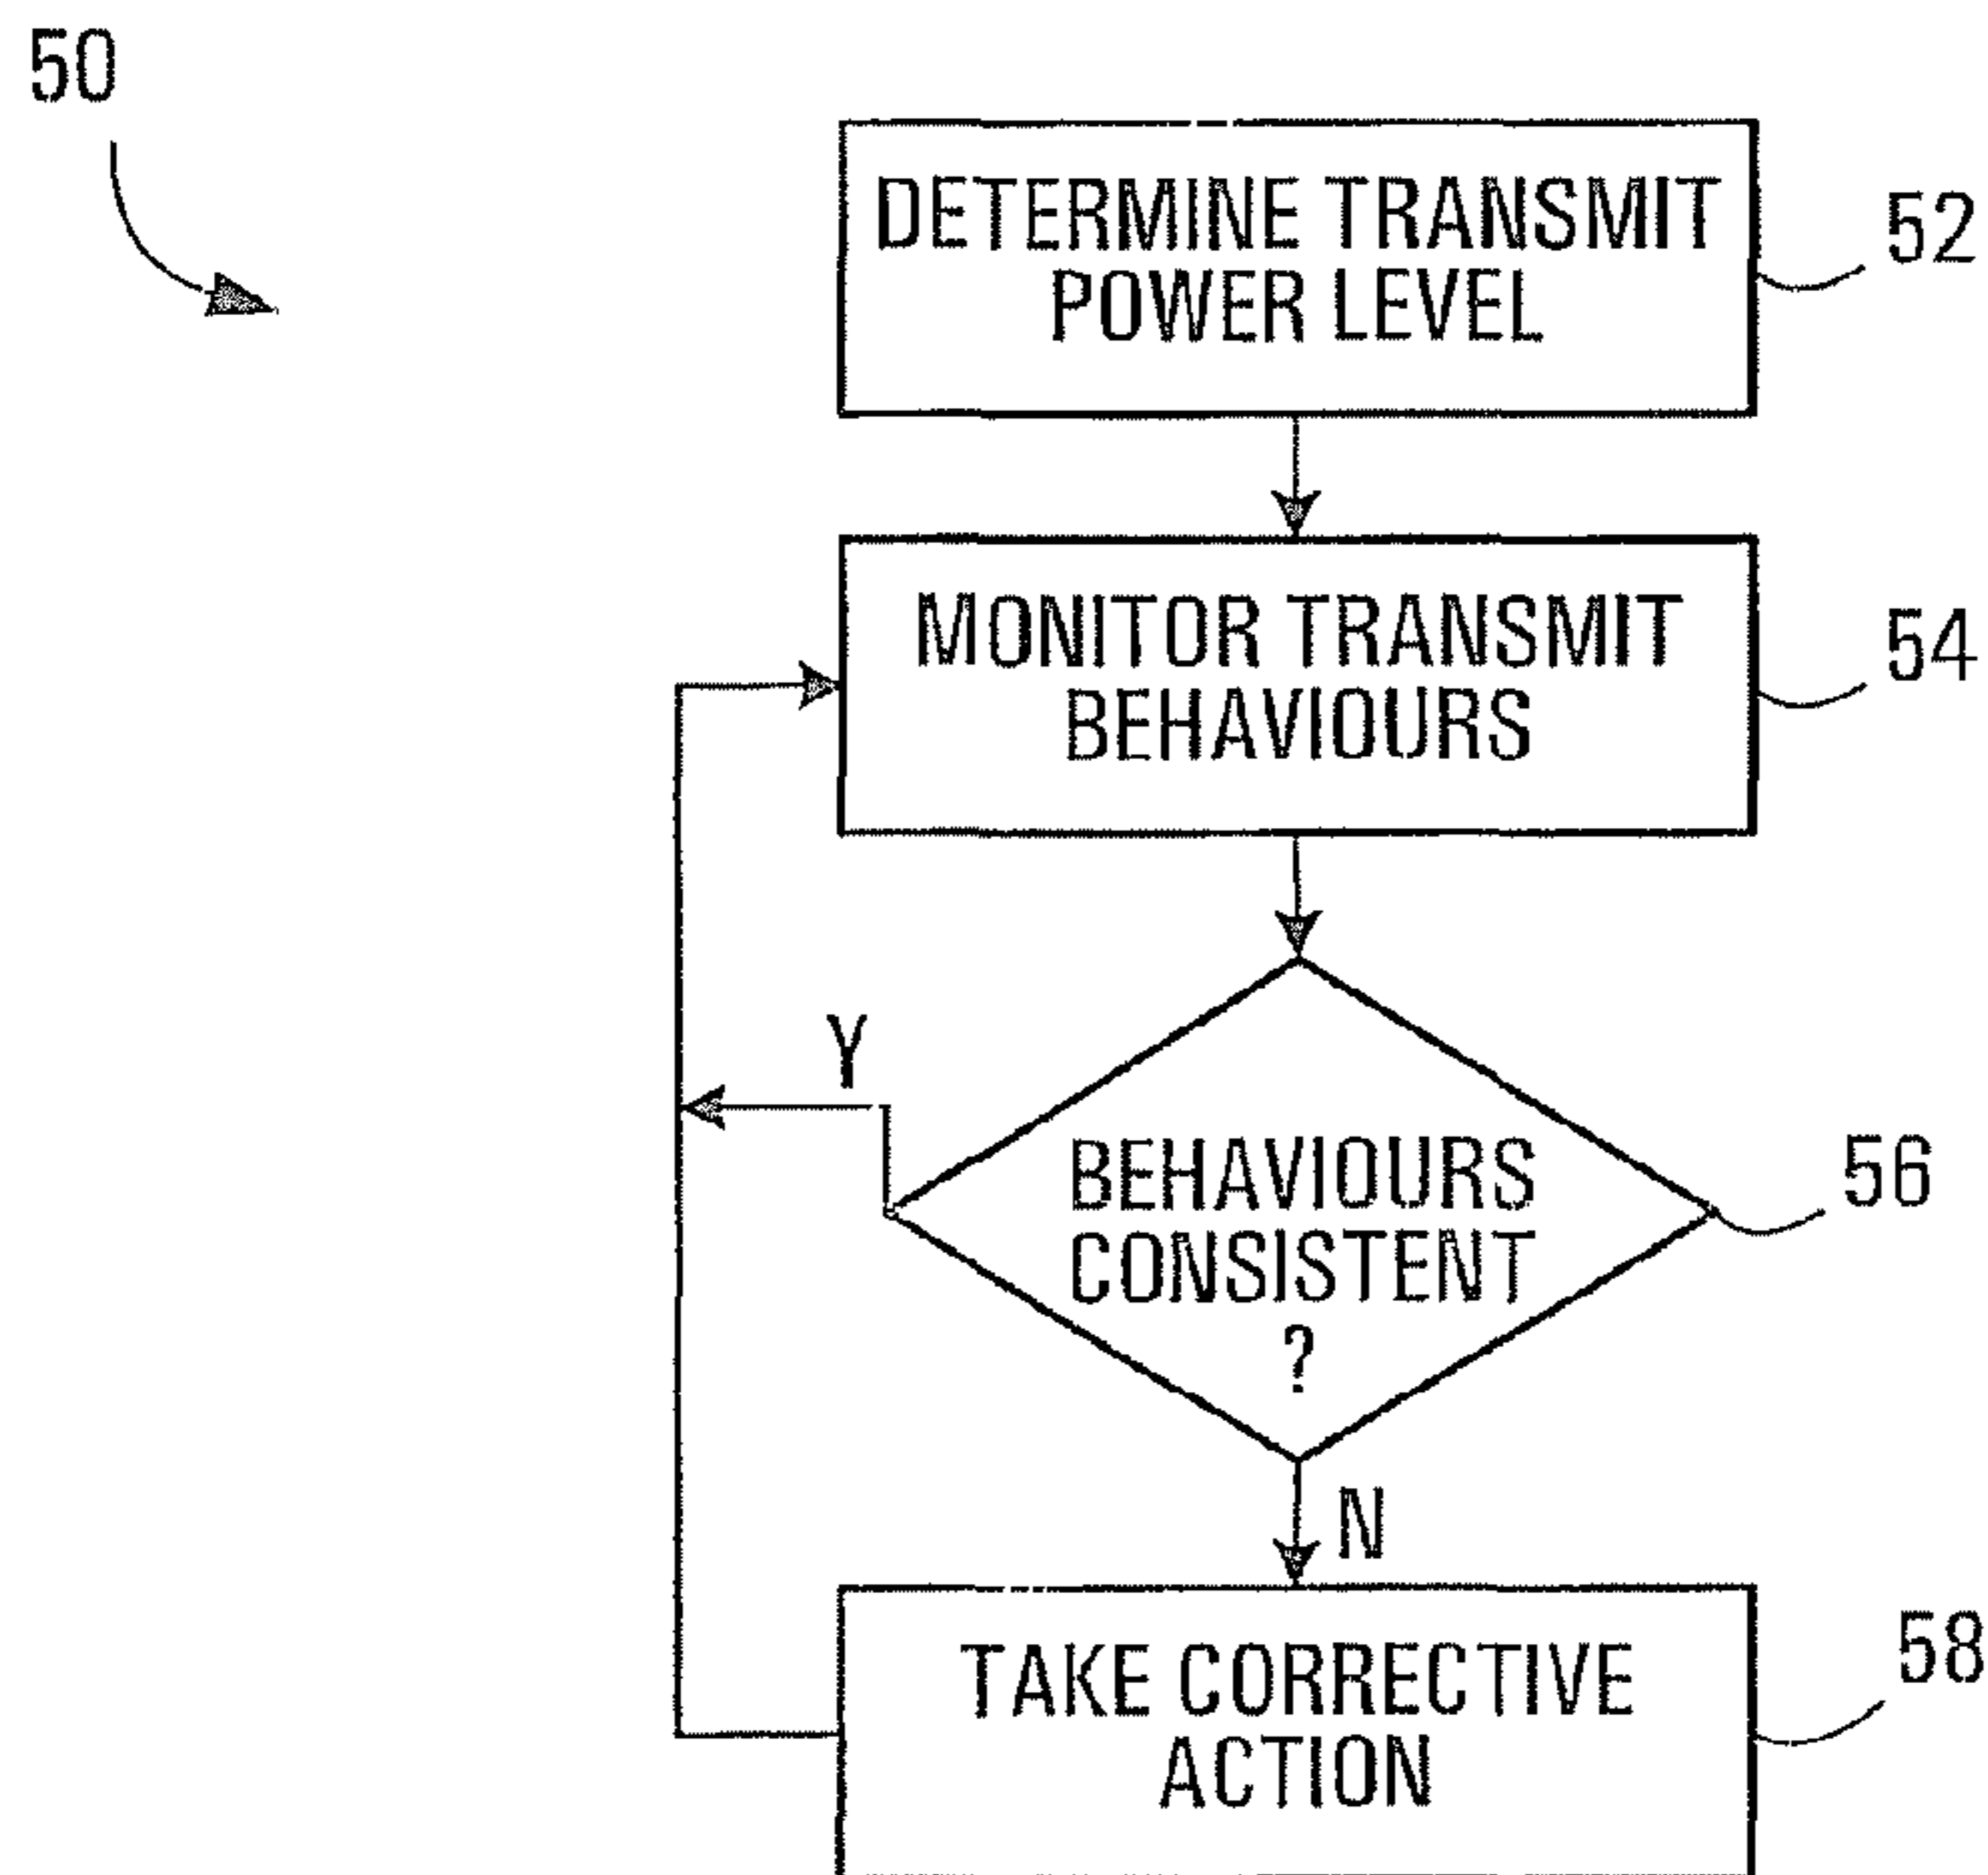 50
DETERMINE TRANSMIT
POWER LEVEL
52
MONITOR TRANSMIT
BEHAVIOURS
54
Y
BEHAVIOURS
CONSISTENT
?
56
N
TAKE CORRECTIVE
ACTION
58